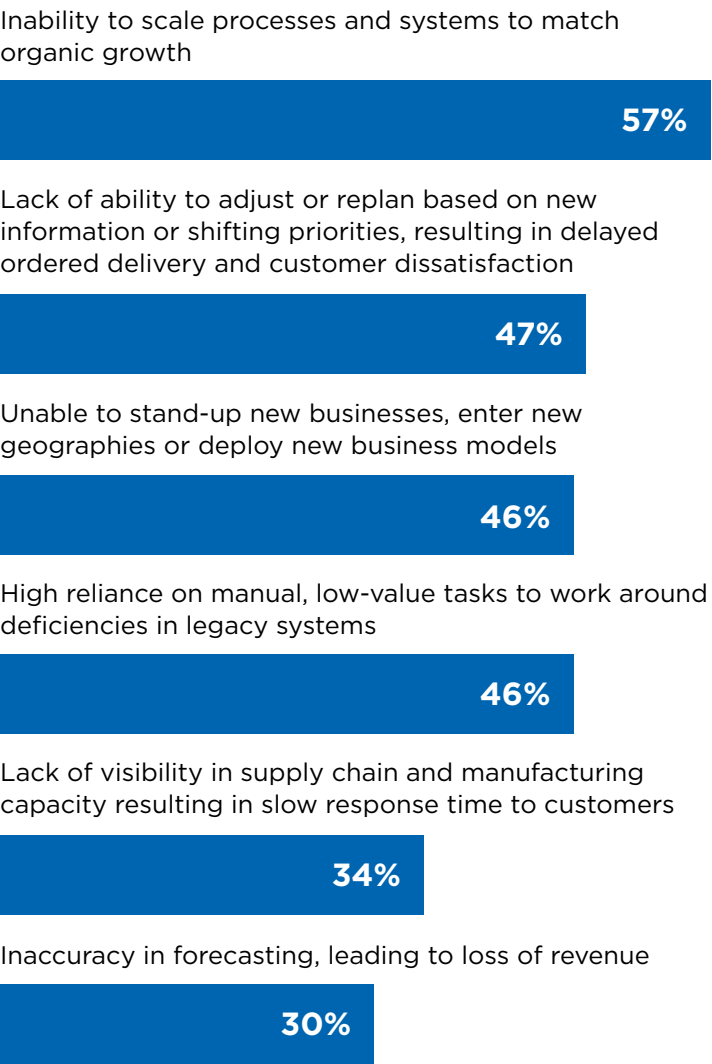 Inability to scale processes and systems to match
organic growth
57%
Lack of ability to adjust or replan based on new
information or shifting priorities, resulting in delayed
ordered delivery and customer dissatisfaction
47%
Unable to stand-up new businesses, enter new
geographies or deploy new business models
46%
High reliance on manual, low-value tasks to work around
deficiencies in legacy systems
46%
Lack of visibility in supply chain and manufacturing
capacity resulting in slow response time to customers
34%
Inaccuracy in forecasting, leading to loss of revenue
30%